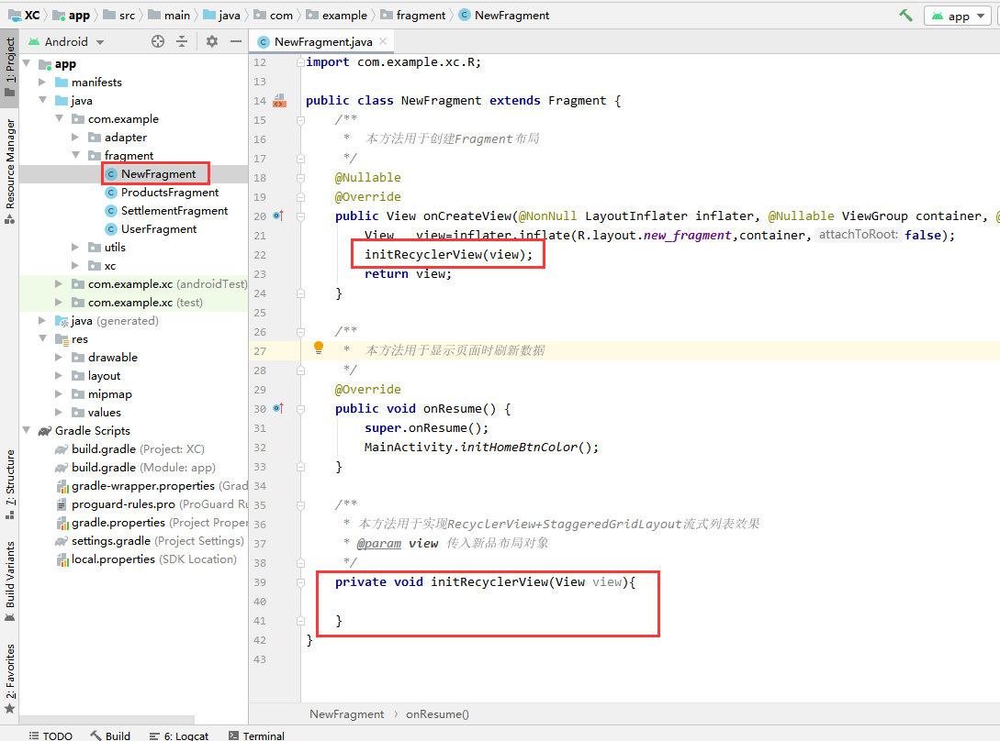 XC app src main java com example fragment NewFragment app
1: Project
Resource Manager
7: Structure
Build Variants
2: Favorites
Android
app
manifests
java
com.example
adapter
fragment
NewFragment
ProductsFragment
SettlementFragment
UserFragment
utils
xc
com.example.xc (androidTest)
com.example.xc (test)
java (generated)
res
drawable
layout
mipmap
values
Gradle Scripts
build.gradle (Project: XC)
build.gradle (Module: app)
gradle-wrapper.properties (Grad
proguard-rules.pro (ProGuard Ru
gradle.properties (Project Proper
settings.gradle (Project Settings)
local.properties (SDK Location)
NewFragment.java
12 import com.example.xc.R;
13
14 public class NewFragment extends Fragment {
15 /**
16 * 本方法用于创建Fragment布局
17 */
18 @Nullable
19 @Override
20 public View onCreateView(@NonNull LayoutInflater inflater, @Nullable ViewGroup container, @
21 View view=inflater.inflate(R.layout.new_fragment,container, attachToRoot: false);
22 initRecyclerView(view);
23 return view;
24 }
25
26 /**
27 * 本方法用于显示页面时刷新数据
28 */
29 @Override
30 public void onResume() {
31 super.onResume();
32 MainActivity.initHomeBtnColor();
33 }
34
35 /**
36 * 本方法用于实现RecyclerView+StaggeredGridLayout流式列表效果
37 * @param view 传入新品布局对象
38 */
39 private void initRecyclerView(View view){
40
41 }
42 }
43
NewFragment onResume()
TODO Build 6: Logcat Terminal